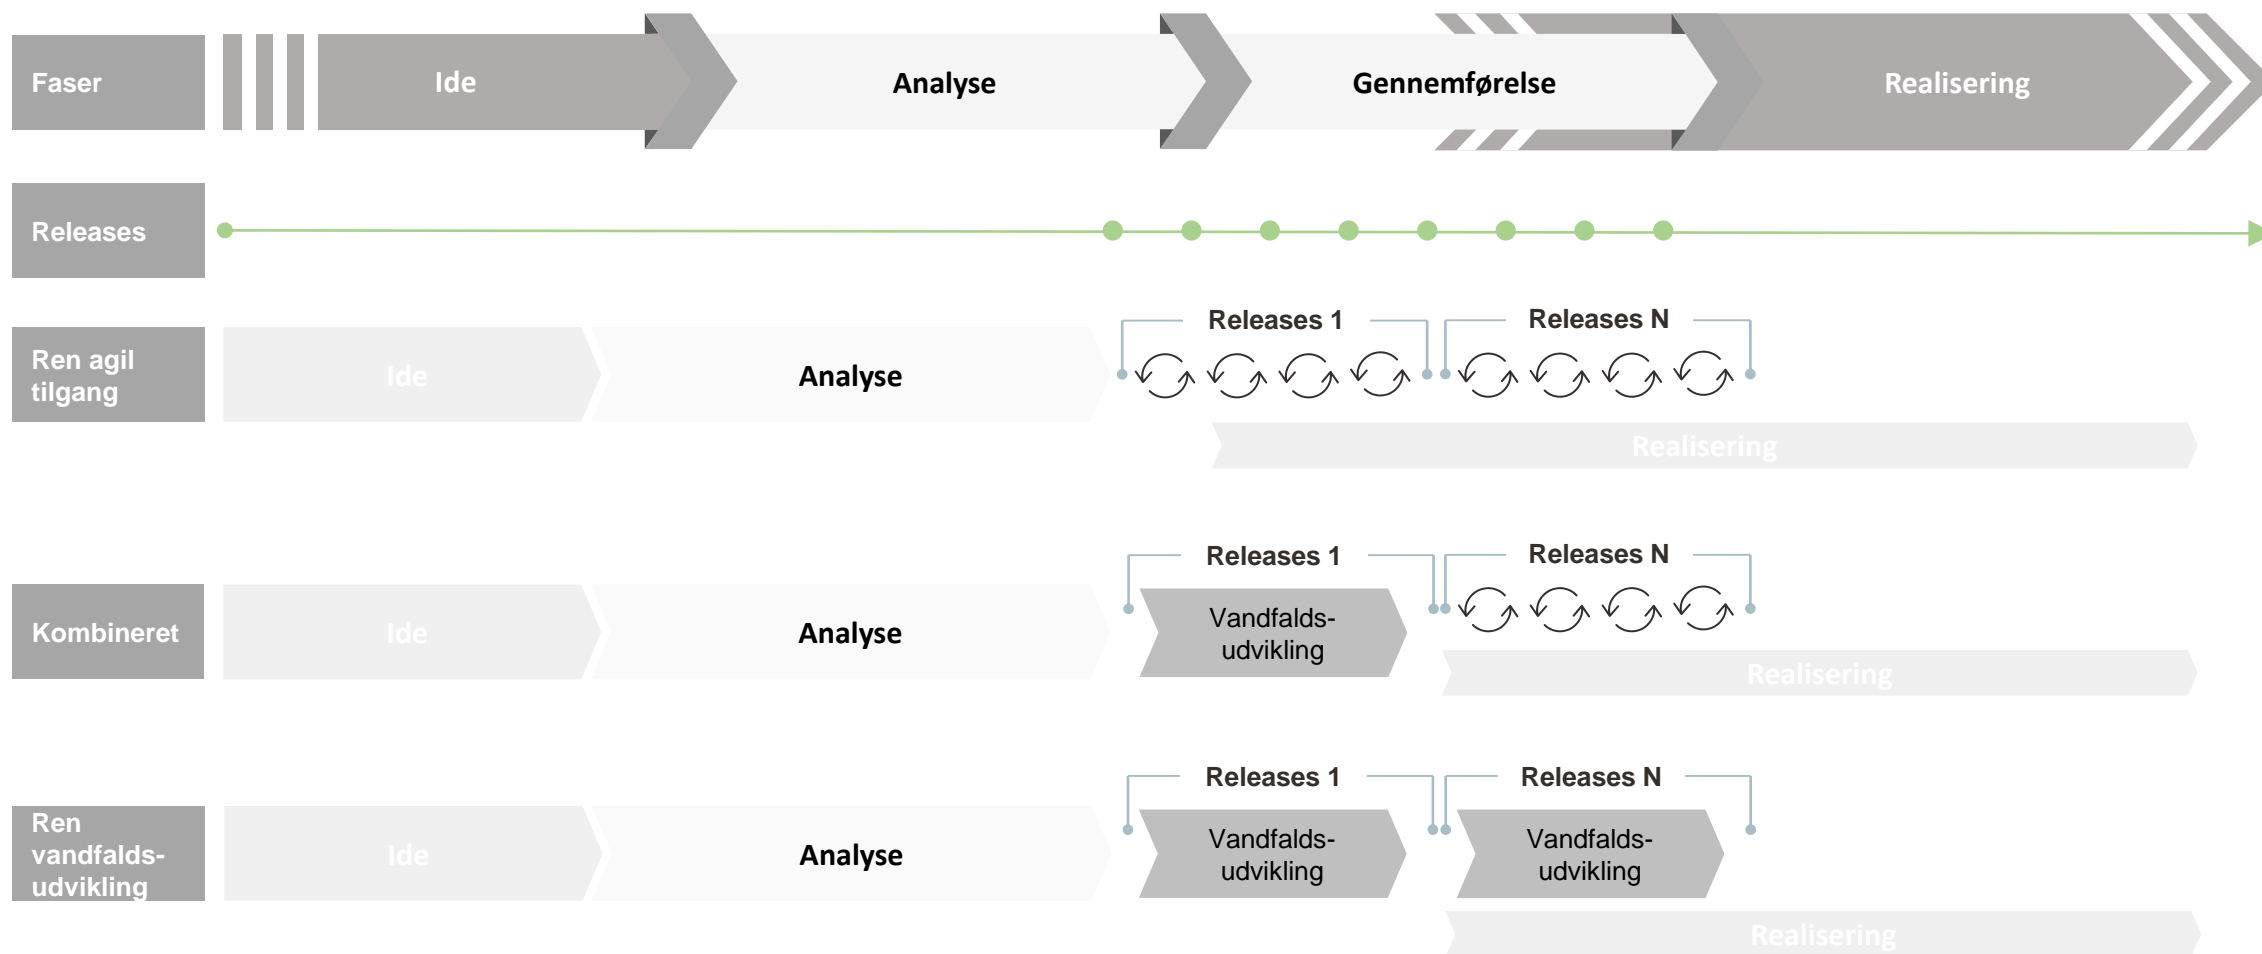 Faser
Ide
Analyse
Gennemførelse
Realisering
Releases
Ren agil
tilgang
Ide
Analyse
Releases 1
Releases N
Realisering
Kombineret
Ide
Analyse
Releases 1
Vandfalds-
udvikling
Releases N
Realisering
Ren
vandfalds-
udvikling
Ide
Analyse
Releases 1
Vandfalds-
udvikling
Releases N
Vandfalds-
udvikling
Realisering